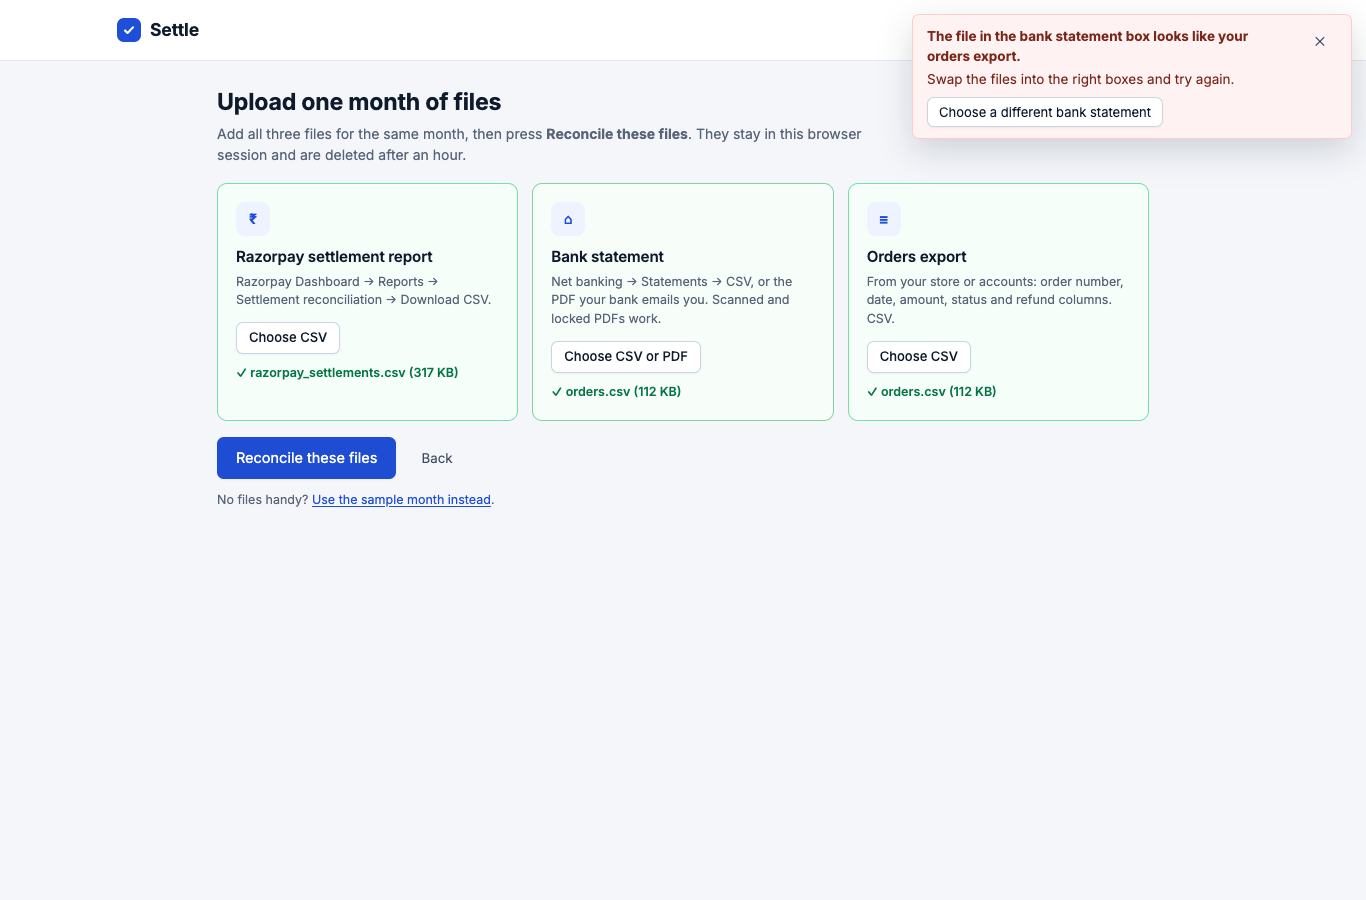 Settle
The file in the bank statement box looks like your
orders export.
Swap the files into the right boxes and try again.
Choose a different bank statement
Upload one month of files
Add all three files for the same month, then press Reconcile these files. They stay in this browser
session and are deleted after an hour.
₹
Razorpay settlement report
Razorpay Dashboard → Reports →
Settlement reconciliation → Download CSV.
Choose CSV
✓ razorpay_settlements.csv (317 KB)
⌂
Bank statement
Net banking → Statements → CSV, or the
PDF your bank emails you. Scanned and
locked PDFs work.
Choose CSV or PDF
✓ orders.csv (112 KB)
≡
Orders export
From your store or accounts: order number,
date, amount, status and refund columns.
CSV.
Choose CSV
✓ orders.csv (112 KB)
Reconcile these files
Back
No files handy? Use the sample month instead.